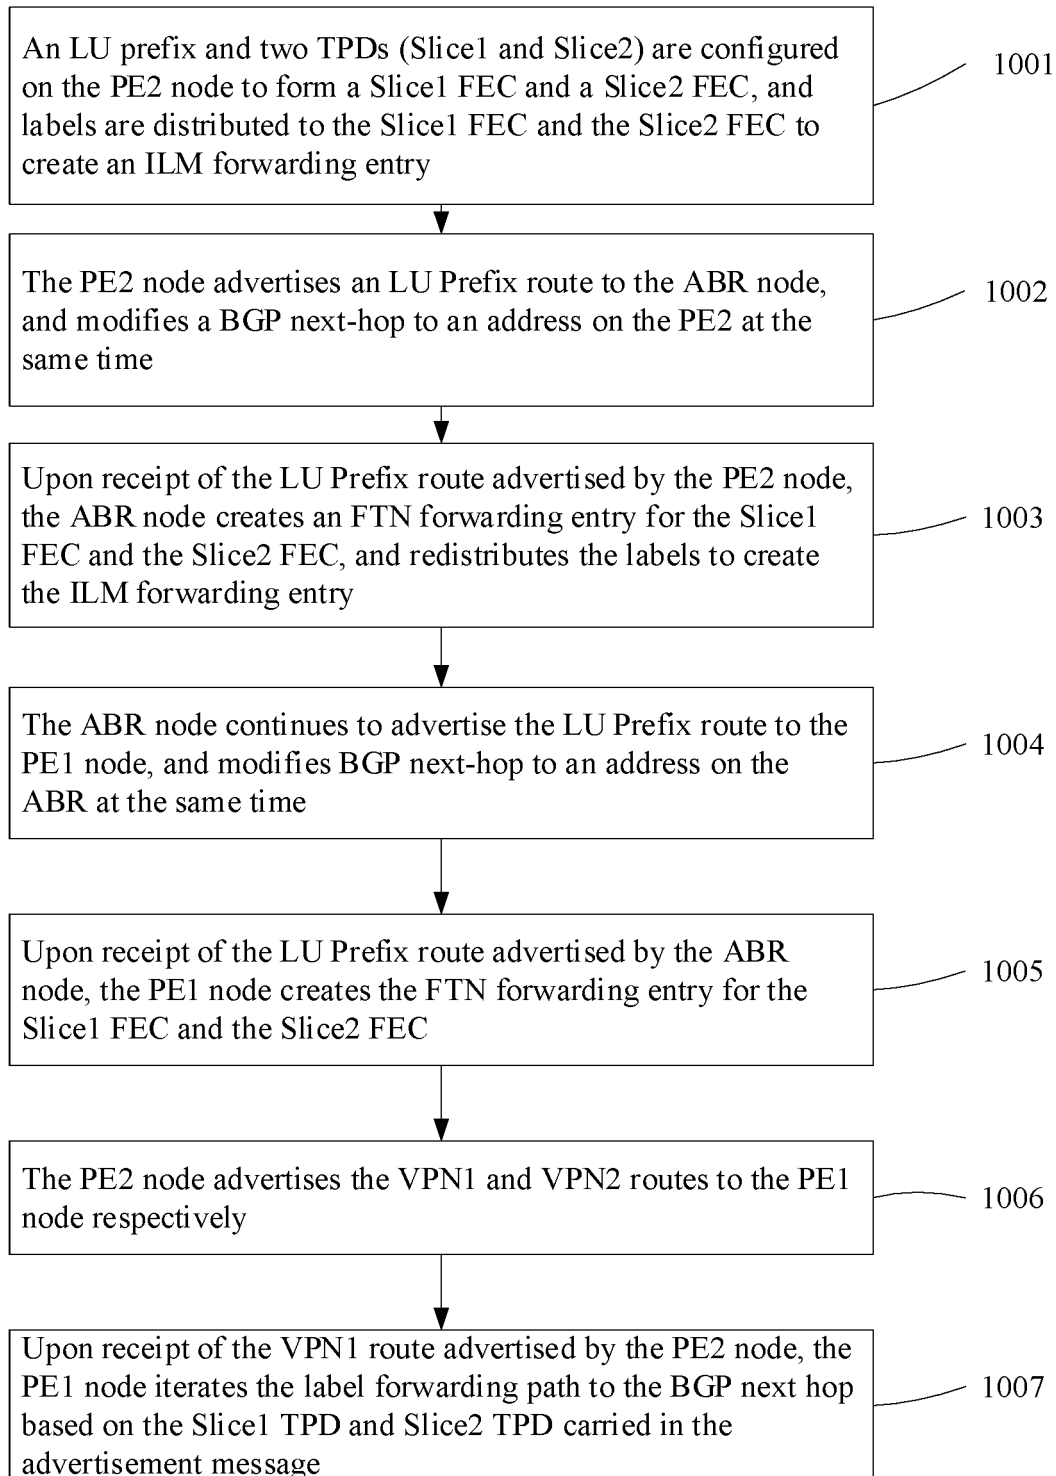 An LU prefix and two TPDs (Slice1 and Slice2) are configured
on the PE2 node to form a Slice1 FEC and a Slice2 FEC, and
labels are distributed to the Slice1 FEC and the Slice2 FEC to
create an ILM forwarding entry
1001
The PE2 node advertises an LU Prefix route to the ABR node,
and modifies a BGP next-hop to an address on the PE2 at the
same time
1002
Upon receipt of the LU Prefix route advertised by the PE2 node,
the ABR node creates an FTN forwarding entry for the Slice1
FEC and the Slice2 FEC, and redistributes the labels to create
the ILM forwarding entry
1003
The ABR node continues to advertise the LU Prefix route to the
PE1 node, and modifies BGP next-hop to an address on the
ABR at the same time
1004
Upon receipt of the LU Prefix route advertised by the ABR
node, the PE1 node creates the FTN forwarding entry for the
Slice1 FEC and the Slice2 FEC
1005
The PE2 node advertises the VPN1 and VPN2 routes to the PE1
node respectively
1006
Upon receipt of the VPN1 route advertised by the PE2 node, the
PE1 node iterates the label forwarding path to the BGP next hop
based on the Slice1 TPD and Slice2 TPD carried in the
advertisement message
1007